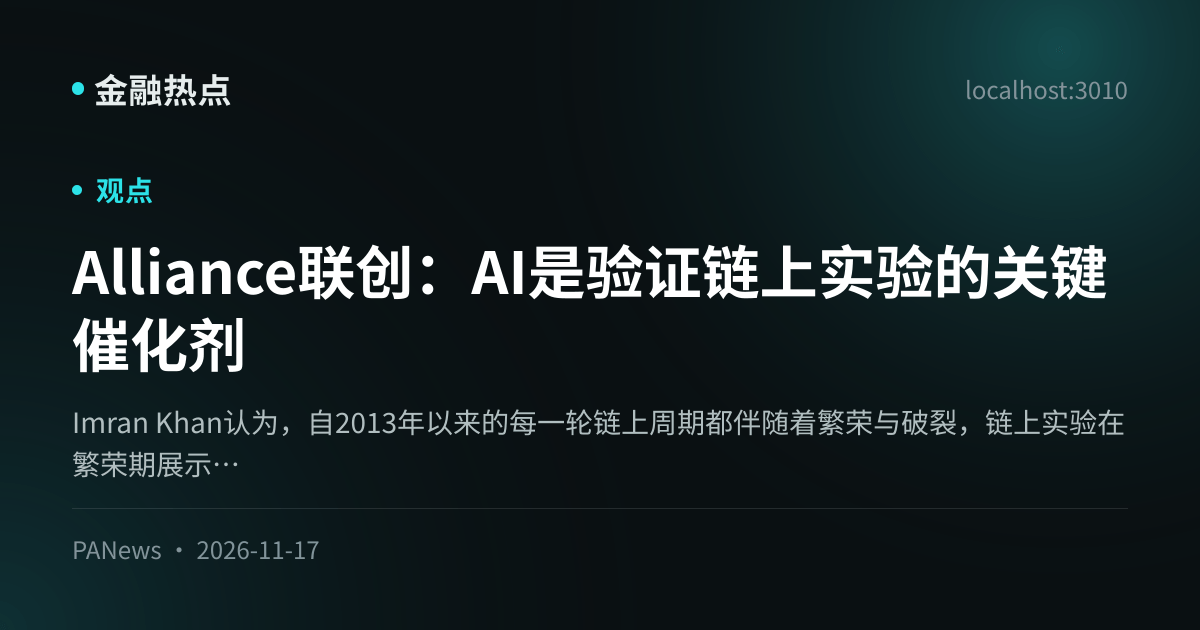 金融热点
localhost:3010
观点
Alliance联创：AI是验证链上实验的关键
催化剂
Imran Khan认为，自2013年以来的每一轮链上周期都伴随着繁荣与破裂，链上实验在
繁荣期展示…
PANews · 2026-11-17